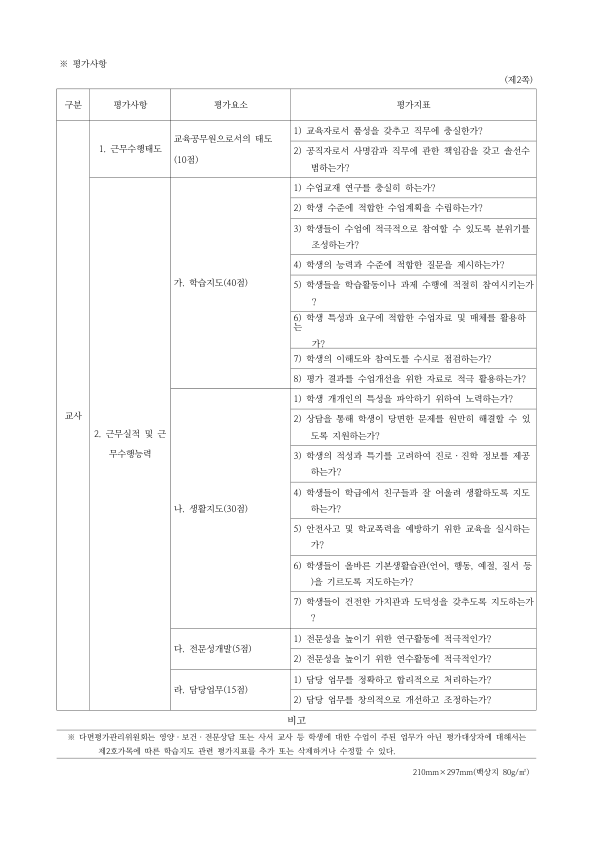 ※ 평가사항
(제2쪽)
구분 평가사항 평가요소 평가지표
교사
1. 근무수행태도
교육공무원으로서의 태도
(10점)
1) 교육자로서 품성을 갖추고 직무에 충실한가?
2) 공직자로서 사명감과 직무에 관한 책임감을 갖고 솔선수
범하는가?
2. 근무실적 및 근
무수행능력
가. 학습지도(40점)
1) 수업교재 연구를 충실히 하는가?
2) 학생 수준에 적합한 수업계획을 수립하는가?
3) 학생들이 수업에 적극적으로 참여할 수 있도록 분위기를
조성하는가?
4) 학생의 능력과 수준에 적합한 질문을 제시하는가?
5) 학생들을 학습활동이나 과제 수행에 적절히 참여시키는가
?
6) 학생 특성과 요구에 적합한 수업자료 및 매체를 활용하
는
가?
7) 학생의 이해도와 참여도를 수시로 점검하는가?
8) 평가 결과를 수업개선을 위한 자료로 적극 활용하는가?
나. 생활지도(30점)
1) 학생 개개인의 특성을 파악하기 위하여 노력하는가?
2) 상담을 통해 학생이 당면한 문제를 원만히 해결할 수 있
도록 지원하는가?
3) 학생의 적성과 특기를 고려하여 진로ㆍ진학 정보를 제공
하는가?
4) 학생들이 학급에서 친구들과 잘 어울려 생활하도록 지도
하는가?
5) 안전사고 및 학교폭력을 예방하기 위한 교육을 실시하는
가?
6) 학생들이 올바른 기본생활습관(언어, 행동, 예절, 질서 등
)을 기르도록 지도하는가?
7) 학생들이 건전한 가치관과 도덕성을 갖추도록 지도하는가
?
다. 전문성개발(5점)
1) 전문성을 높이기 위한 연구활동에 적극적인가?
2) 전문성을 높이기 위한 연수활동에 적극적인가?
라. 담당업무(15점)
1) 담당 업무를 정확하고 합리적으로 처리하는가?
2) 담당 업무를 창의적으로 개선하고 조정하는가?
비고
※ 다면평가관리위원회는 영양ㆍ보건ㆍ전문상담 또는 사서 교사 등 학생에 대한 수업이 주된 업무가 아닌 평가대상자에 대해서는
제2호가목에 따른 학습지도 관련 평가지표를 추가 또는 삭제하거나 수정할 수 있다.
210mm×297mm(백상지 80g/㎡)